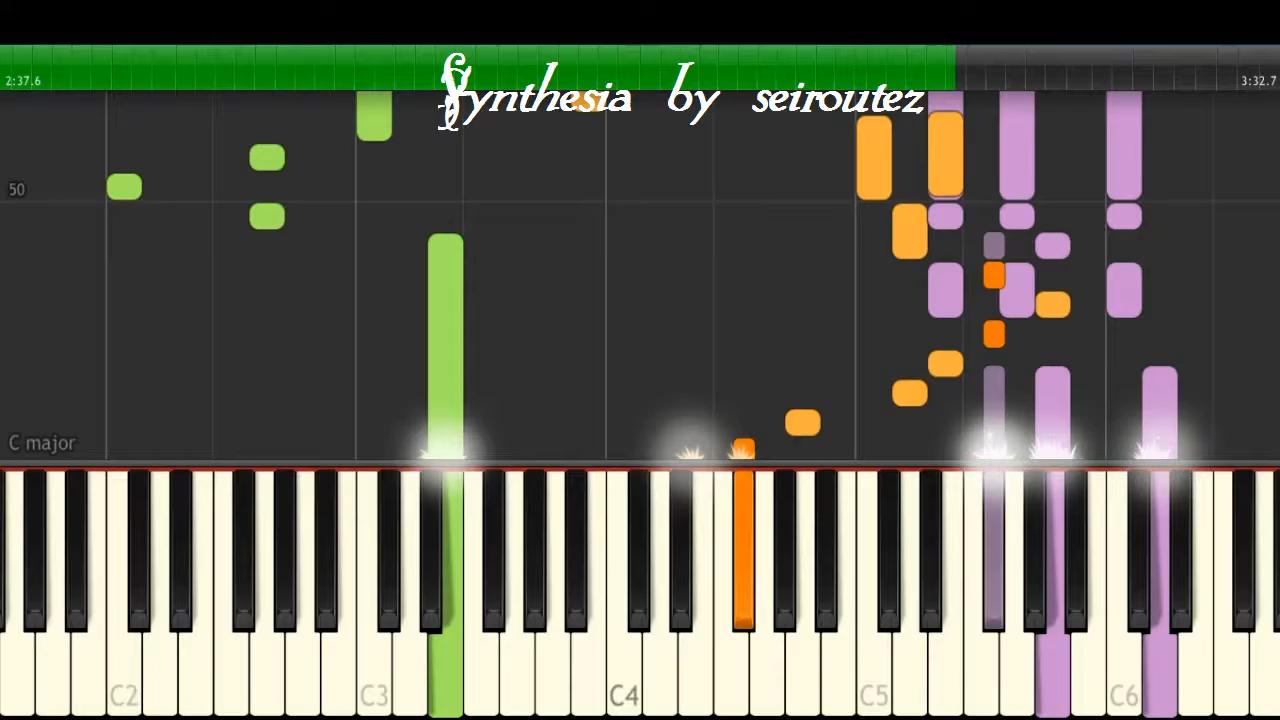 Synthesia by seiroutez
2:37.6
3:32.7
50
C major
C2 C3 C4 C5 C6